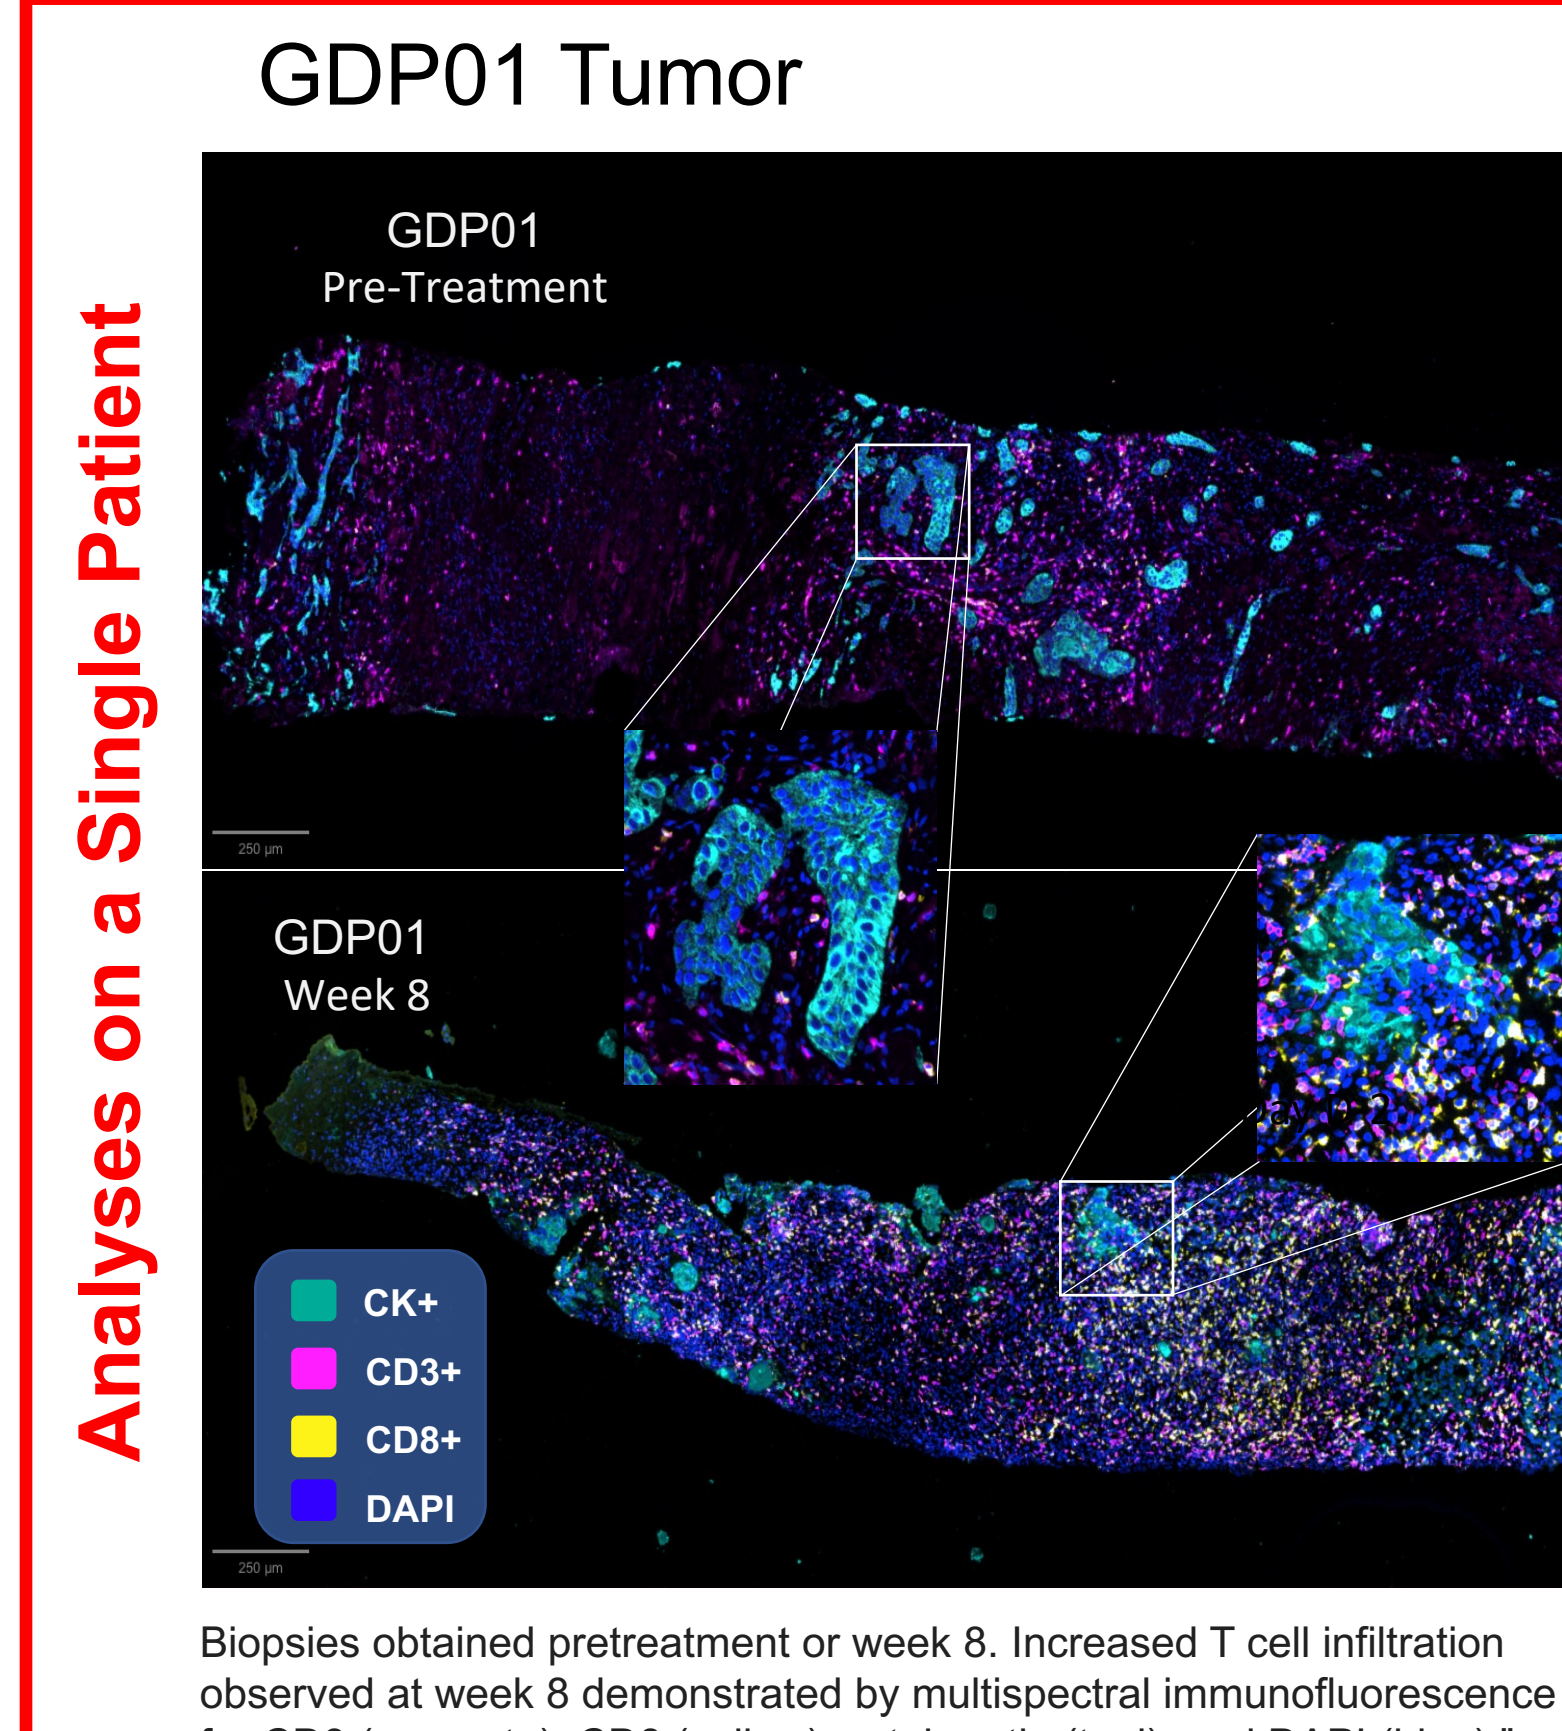 GDP01 Tumor
Analyses on a Single Patient
GDP01
Pre-Treatment
250 µm
GDP01
Week 8
CK+
CD3+
CD8+
DAPI
250 µm
Biopsies obtained pretreatment or week 8. Increased T cell infiltration
observed at week 8 demonstrated by multispectral immunofluorescence